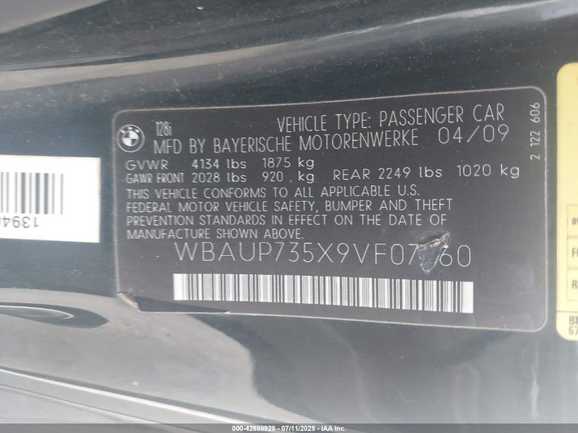 128i
VEHICLE TYPE: PASSENGER CAR
MFD BY BAYERISCHE MOTORENWERKE 04/09
GVWR 4134 lbs 1875 kg
GAWR FRONT 2028 lbs 920 . kg REAR 2249 lbs 1020 kg
THIS VEHICLE CONFORMS TO ALL APPLICABLE U.S.
FEDERAL MOTOR VEHICLE SAFETY, BUMPER AND THEFT
PREVENTION STANDARDS IN EFFECT ON THE DATE OF
MANUFACTURE SHOWN ABOVE.
2 122 606